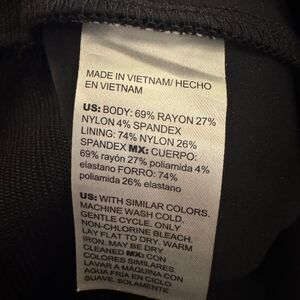 MADE IN VIETNAM/ HECHO
EN VIETNAM
US: BODY: 69% RAYON 27%
NYLON 4% SPANDEX
LINING: 74% NYLON 26%
SPANDEX MX: CUERPO:
69% rayón 27% poliamida 4%
elastano FORRO: 74%
poliamida 26% elastano
US: WITH SIMILAR COLORS.
MACHINE WASH COLD.
GENTLE CYCLE. ONLY
NON-CHLORINE BLEACH.
LAY FLAT TO DRY. WARM
IRON. MAY BE DRY
CLEANED MX: CON
COLORES SIMILARES.
LAVAR A MÁQUINA CON
AGUA FRÍA EN CICLO
SUAVE. SOLAMENTE